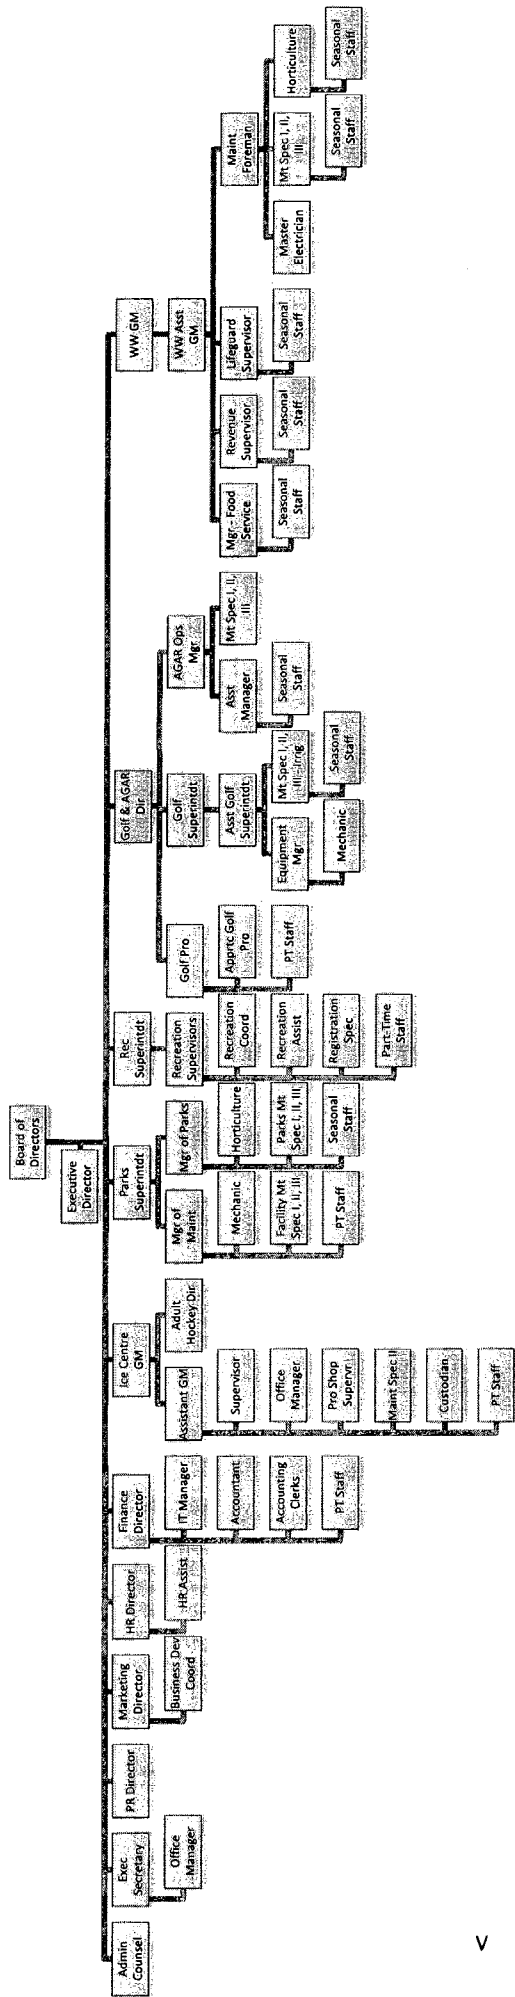 Board of
Directors
Executive
Director
Admin
Counsel
Exec
Secretary
Office
Manager
PR Director
Marketing
Director
Business Dev
Coord
HR Director
HR Assist
Finance
Director
IT Manager
Accountant
Accounting
Clerks
PT Staff
Ice Centre
GM
Assistant GM
Supervisor
Office
Manager
Pro Shop
Supervr
Maint Spec II
Custodian
PT Staff
Adult
Hockey Dir
Parks
Superintdt
Mgr of
Maint
Mechanic
Facility Mt
Spec I, II, III
PT Staff
Mgr of Parks
Horticulture
Parks Mt
Spec I, II, III
Seasonal
Staff
Rec
Superintdt
Recreation
Supervisors
Recreation
Coord
Recreation
Assist
Registration
Spec
Part-Time
Staff
Golf & AGAR
Dir
Golf Pro
Apprtc Golf
Pro
PT Staff
Golf
Superintdt
Asst Golf
Superintdt
Equipment
Mgr
Mechanic
Mt Spec I, II,
III - Irrig
Seasonal
Staff
AGAR Ops
Mgr
Asst
Manager
Seasonal
Staff
Mt Spec I, II,
III
WW GM
WW Asst
GM
Mgr - Food
Service
Seasonal
Staff
Revenue
Supervisor
Seasonal
Staff
Lifeguard
Supervisor
Seasonal
Staff
Maint
Foreman
Master
Electrician
Mt Spec I, II,
III
Seasonal
Staff
Horticulture
Seasonal
Staff
V